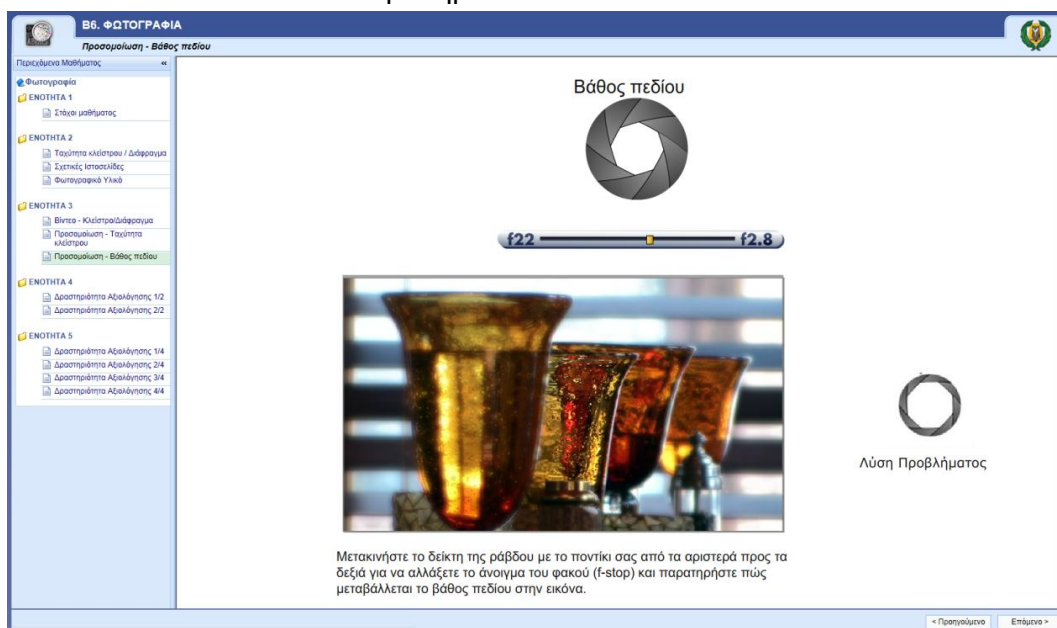 Β6. ΦΩΤΟΓΡΑΦΙΑ
Προσομοίωση - Βάθος πεδίου
Περιεχόμενα Μαθήματος «
Φωτογραφία
ΕΝΟΤΗΤΑ 1
Στόχοι μαθήματος
ΕΝΟΤΗΤΑ 2
Ταχύτητα κλείστρου / Διάφραγμα
Σχετικές Ιστοσελίδες
Φωτογραφικό Υλικό
ΕΝΟΤΗΤΑ 3
Βίντεο - Κλείστρο/Διάφραγμα
Προσομοίωση - Ταχύτητα
κλείστρου
Προσομοίωση - Βάθος πεδίου
ΕΝΟΤΗΤΑ 4
Δραστηριότητα Αξιολόγησης 1/2
Δραστηριότητα Αξιολόγησης 2/2
ΕΝΟΤΗΤΑ 5
Δραστηριότητα Αξιολόγησης 1/4
Δραστηριότητα Αξιολόγησης 2/4
Δραστηριότητα Αξιολόγησης 3/4
Δραστηριότητα Αξιολόγησης 4/4
Βάθος πεδίου
f22 f2.8
Λύση Προβλήματος
Μετακινήστε το δείκτη της ράβδου με το ποντίκι σας από τα αριστερά προς τα
δεξιά για να αλλάξετε το άνοιγμα του φακού (f-stop) και παρατηρήστε πώς
μεταβάλλεται το βάθος πεδίου στην εικόνα.
< Προηγούμενο Επόμενο >